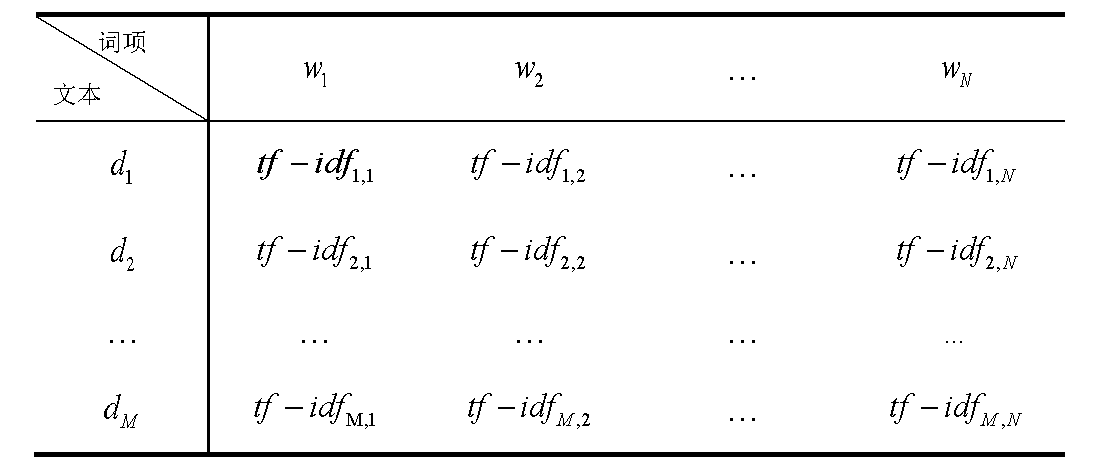 词项
文本
w1 w2 … wN
d1 tf − idf1,1 tf − idf1,2 … tf − idf1,N
d2 tf − idf2,1 tf − idf2,2 … tf − idf2,N
… … … … …
dM tf − idfM,1 tf − idfM,2 … tf − idfM,N